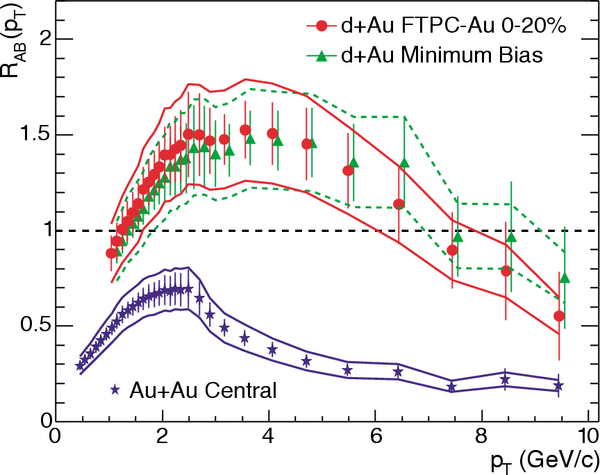 R_AB(p_T)
d+Au FTPC-Au 0-20%
d+Au Minimum Bias
2
1.5
1
0.5
0
Au+Au Central
0 2 4 6 8 10
p_T (GeV/c)